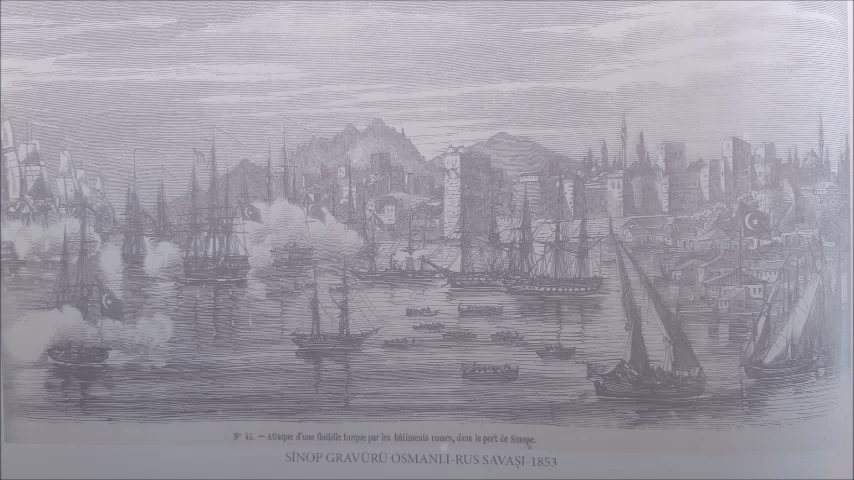 N° 45. — Attaque d'une flottille turque par les bâtiments russes, dans le port de Sinope.
SİNOP GRAVÜRÜ OSMANLI-RUS SAVAŞI-1853